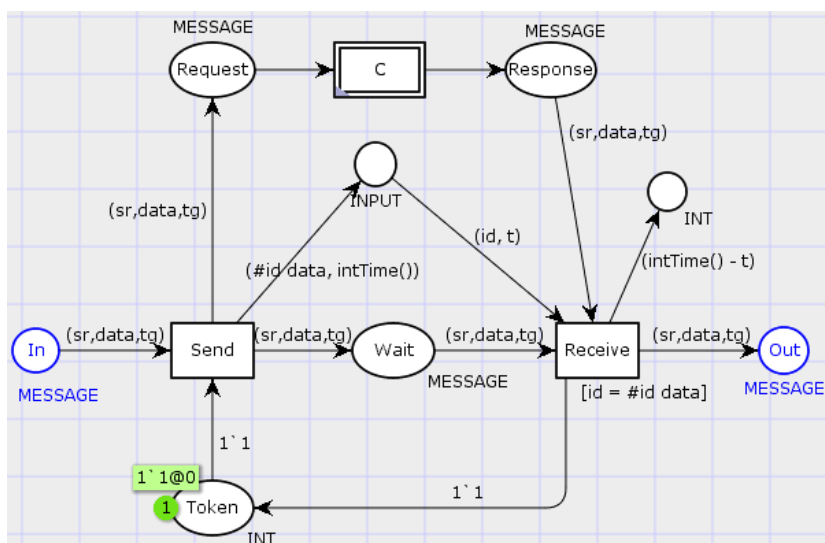 MESSAGE
MESSAGE
Request
C
Response
(sr,data,tg)
INPUT
(sr,data,tg)
INT
(id, t)
(#id data, intTime())
(intTime() - t)
(sr,data,tg)
(sr,data,tg)
(sr,data,tg)
(sr,data,tg)
In
Send
Wait
Receive
Out
MESSAGE
MESSAGE
[id = #id data]
MESSAGE
1`1
1`1@0
1`1
1
Token
INT